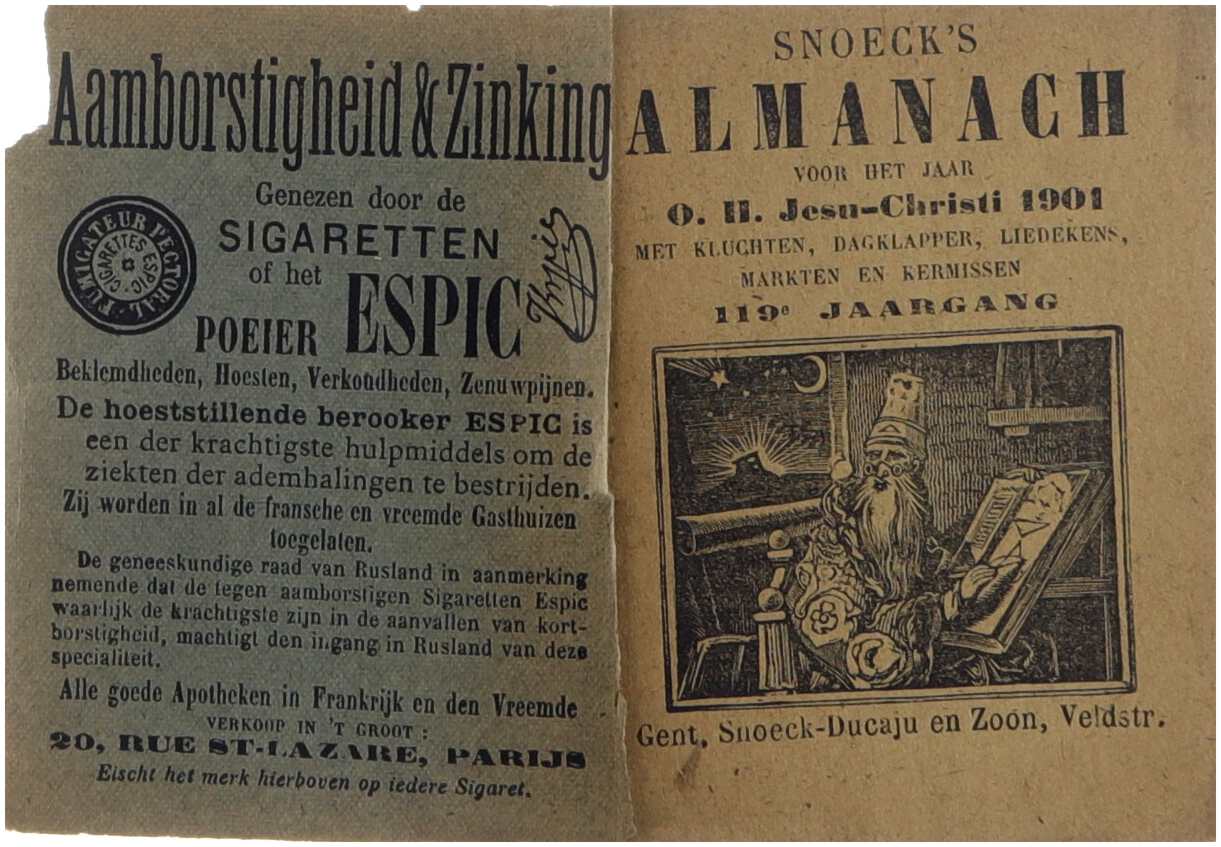 Aamborstigheid & Zinking
Genezen door de
SIGARETTEN
of het
POEIER ESPIC
Espic
FUMIGATEUR PECTORAL
CIGARETTES ESPIC
Beklemdheden, Hoesten, Verkoudheden, Zenuwpijnen.
De hoeststillende berooker ESPIC is
een der krachtigste hulpmiddels om de
ziekten der ademhalingen te bestrijden.
Zij worden in al de fransche en vreemde Gasthuizen
toegelaten.
De geneeskundige raad van Rusland in aanmerking
nemende dat de tegen aamborstigen Sigaretten Espic
waarlijk de krachtigste zijn in de aanvallen van kort-
borstigheid, machtigt den ingang in Rusland van deze
specialiteit.
Alle goede Apotheken in Frankrijk en den Vreemde
VERKOOP IN 'T GROOT :
20, RUE ST-LAZARE, PARIJS
Eischt het merk hierboven op iedere Sigaret.
SNOECK'S
ALMANACH
VOOR HET JAAR
O. H. Jesu-Christi 1901
MET KLUCHTEN, DAGKLAPPER, LIEDEKENS,
MARKTEN EN KERMISSEN
119e JAARGANG
Gent, Snoeck-Ducaju en Zoon, Veldstr.